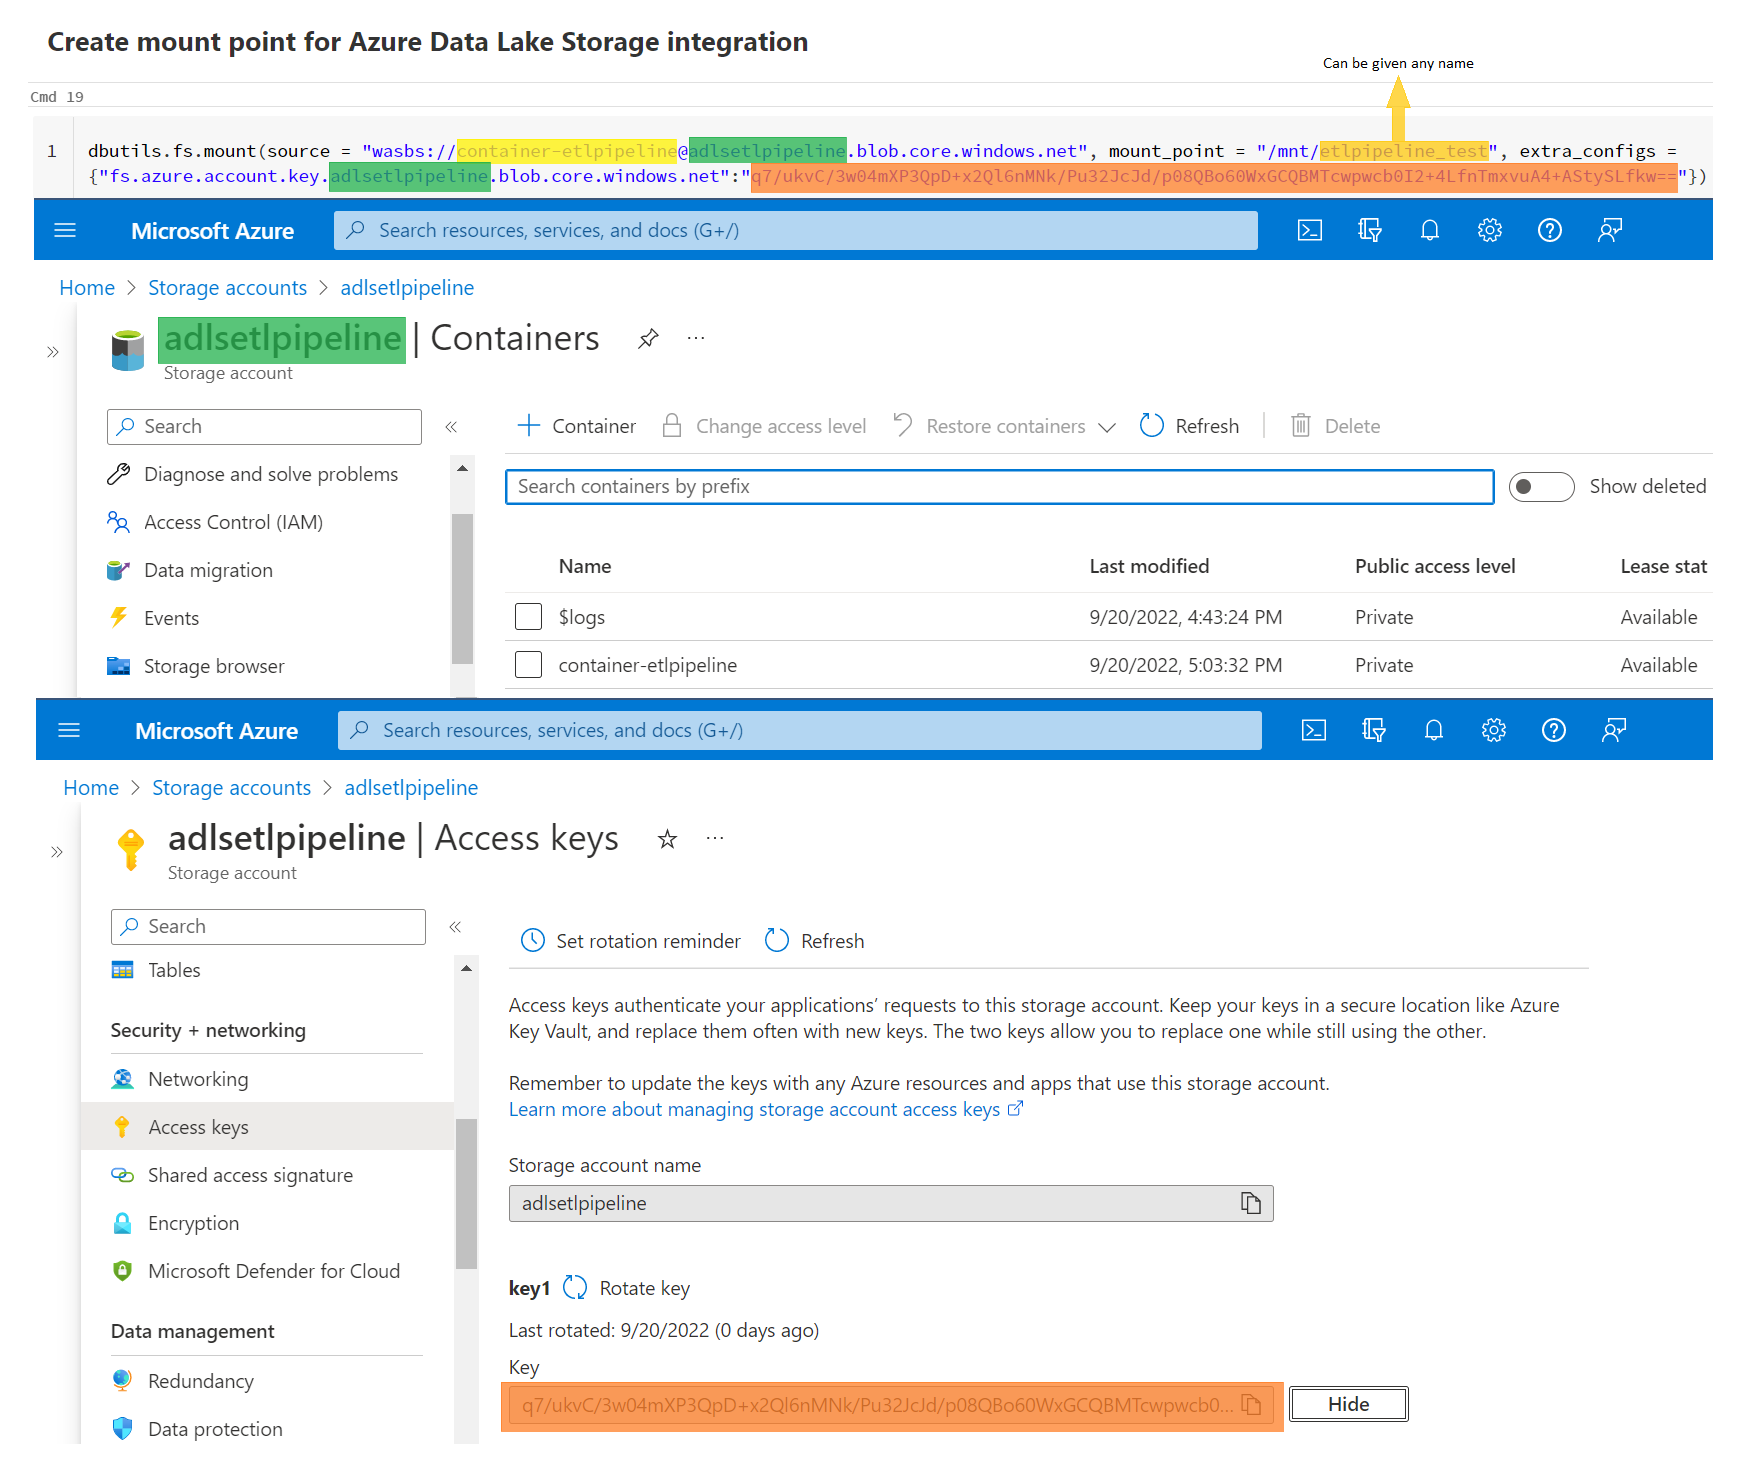 Create mount point for Azure Data Lake Storage integration
Can be given any name
Cmd 19
1 dbutils.fs.mount(source = "wasbs://container-etlpipeline@adlsetlpipeline.blob.core.windows.net", mount_point = "/mnt/etlpipeline_test", extra_configs =
{"fs.azure.account.key.adlsetlpipeline.blob.core.windows.net":"q7/ukvC/3w04mXP3QpD+x2Ql6nMNk/Pu32JcJd/p08QBo60WxGCQBMTcwpwcb0I2+4LfnTmxvuA4+AStySLfkw=="})
Microsoft Azure
Search resources, services, and docs (G+/)
Home > Storage accounts > adlsetlpipeline
adlsetlpipeline | Containers
Storage account
Search
Diagnose and solve problems
Access Control (IAM)
Data migration
Events
Storage browser
Container
Change access level
Restore containers
Refresh
Delete
Search containers by prefix
Show deleted
Name Last modified Public access level Lease stat
$logs 9/20/2022, 4:43:24 PM Private Available
container-etlpipeline 9/20/2022, 5:03:32 PM Private Available
Microsoft Azure
Search resources, services, and docs (G+/)
Home > Storage accounts > adlsetlpipeline
adlsetlpipeline | Access keys
Storage account
Search
Tables
Security + networking
Networking
Access keys
Shared access signature
Encryption
Microsoft Defender for Cloud
Data management
Redundancy
Data protection
Set rotation reminder
Refresh
Access keys authenticate your applications’ requests to this storage account. Keep your keys in a secure location like Azure
Key Vault, and replace them often with new keys. The two keys allow you to replace one while still using the other.
Remember to update the keys with any Azure resources and apps that use this storage account.
Learn more about managing storage account access keys
Storage account name
adlsetlpipeline
key1 Rotate key
Last rotated: 9/20/2022 (0 days ago)
Key
q7/ukvC/3w04mXP3QpD+x2Ql6nMNk/Pu32JcJd/p08QBo60WxGCQBMTcwpwcb0...
Hide